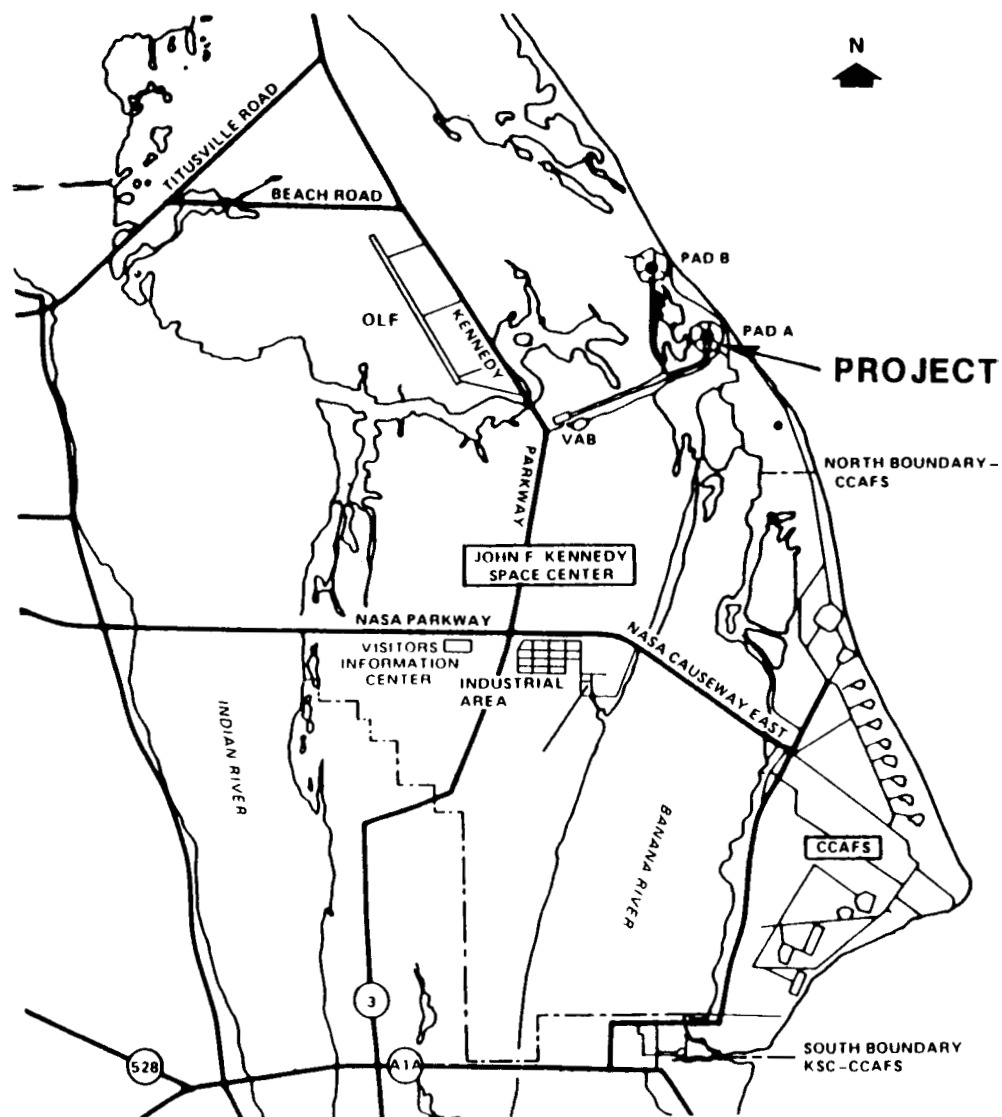 N
TITUSVILLE ROAD
BEACH ROAD
PAD B
OLF
KENNEDY
PAD A
PROJECT
VAB
PARKWAY
NORTH BOUNDARY-
CCAFS
JOHN F KENNEDY
SPACE CENTER
NASA PARKWAY
VISITORS
INFORMATION
CENTER
INDUSTRIAL
AREA
NASA CAUSEWAY EAST
INDIAN RIVER
BANANA RIVER
CCAFS
3
528
A1A
SOUTH BOUNDARY
KSC-CCAFS